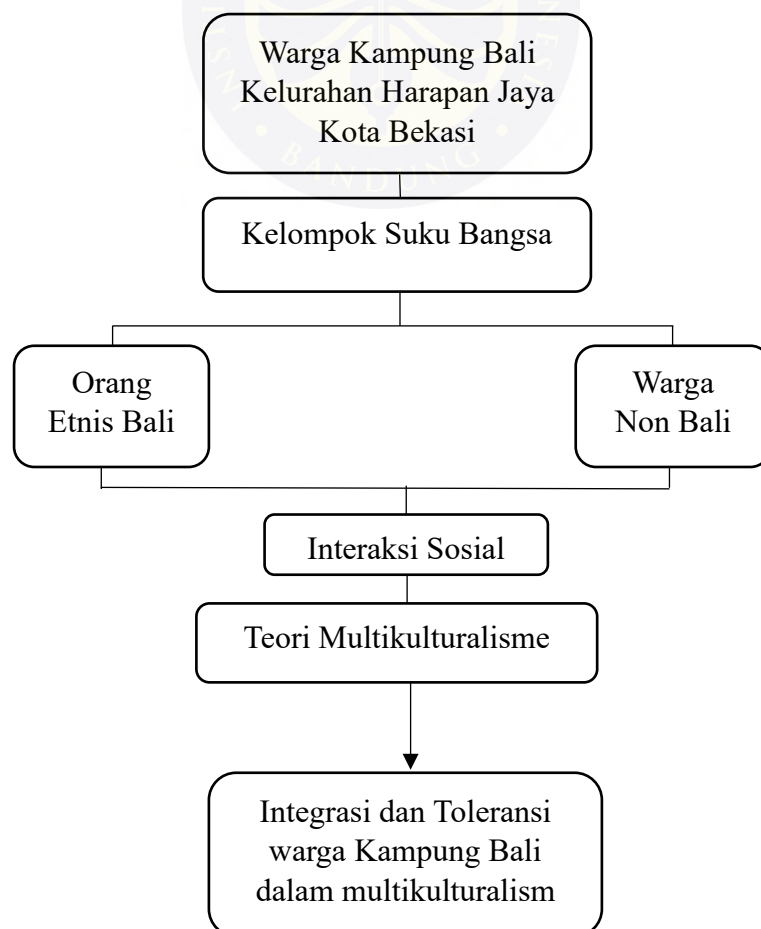 Warga Kampung Bali
Kelurahan Harapan Jaya
Kota Bekasi
BANDUNG
Kelompok Suku Bangsa
Orang
Etnis Bali
Warga
Non Bali
Interaksi Sosial
Teori Multikulturalisme
Integrasi dan Toleransi
warga Kampung Bali
dalam multikulturalism